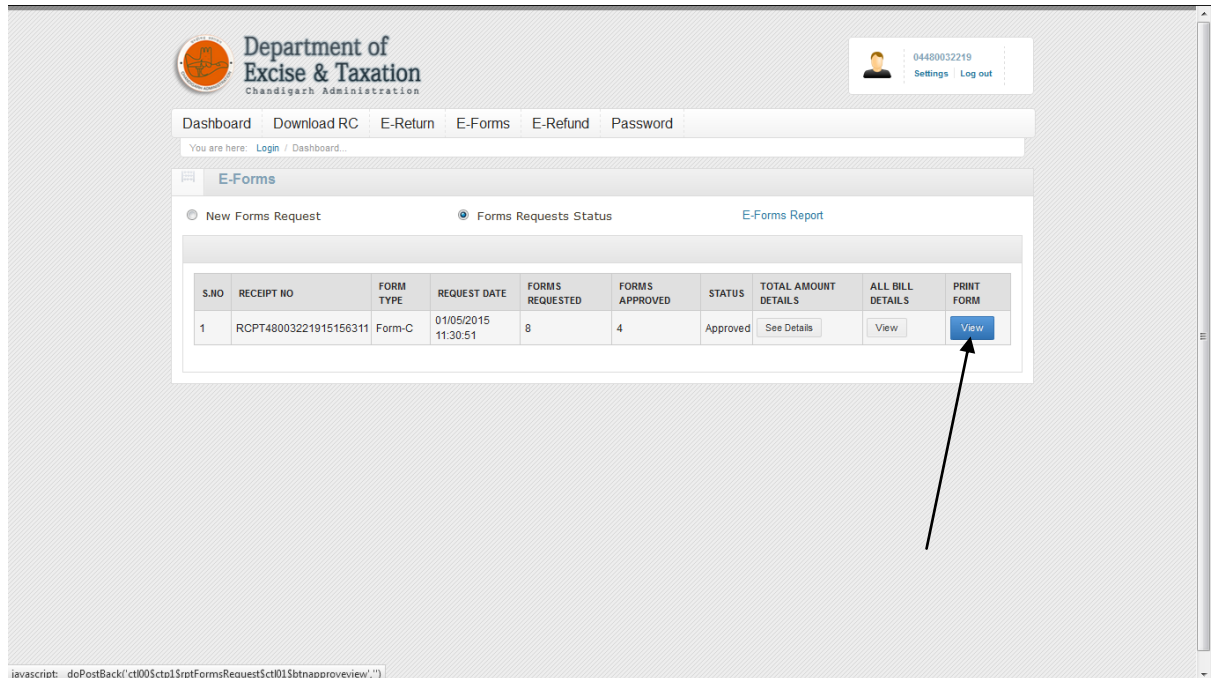 Department of
Excise & Taxation
Chandigarh Administration
04480032219
Settings Log out
Dashboard Download RC E-Return E-Forms E-Refund Password
You are here: Login / Dashboard...
E-Forms
New Forms Request Forms Requests Status E-Forms Report
S.NO RECEIPT NO FORM TYPE REQUEST DATE FORMS REQUESTED FORMS APPROVED STATUS TOTAL AMOUNT DETAILS ALL BILL DETAILS PRINT FORM
1 RCPT48003221915156311 Form-C 01/05/2015 11:30:51 8 4 Approved See Details View View
javascript:__doPostBack('ctl00$ctp1$rptFormsRequest$ctl01$btnapproveview','')